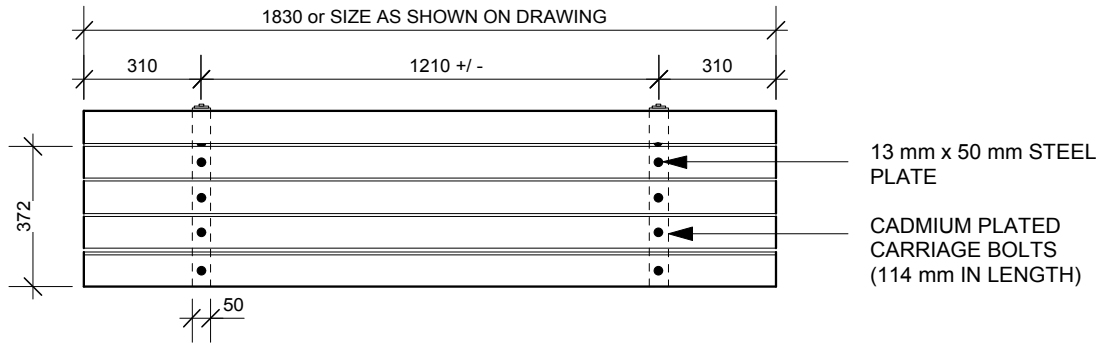 1830 or SIZE AS SHOWN ON DRAWING
310
1210 +/ -
310
372
13 mm x 50 mm STEEL
PLATE
CADMIUM PLATED
CARRIAGE BOLTS
(114 mm IN LENGTH)
50